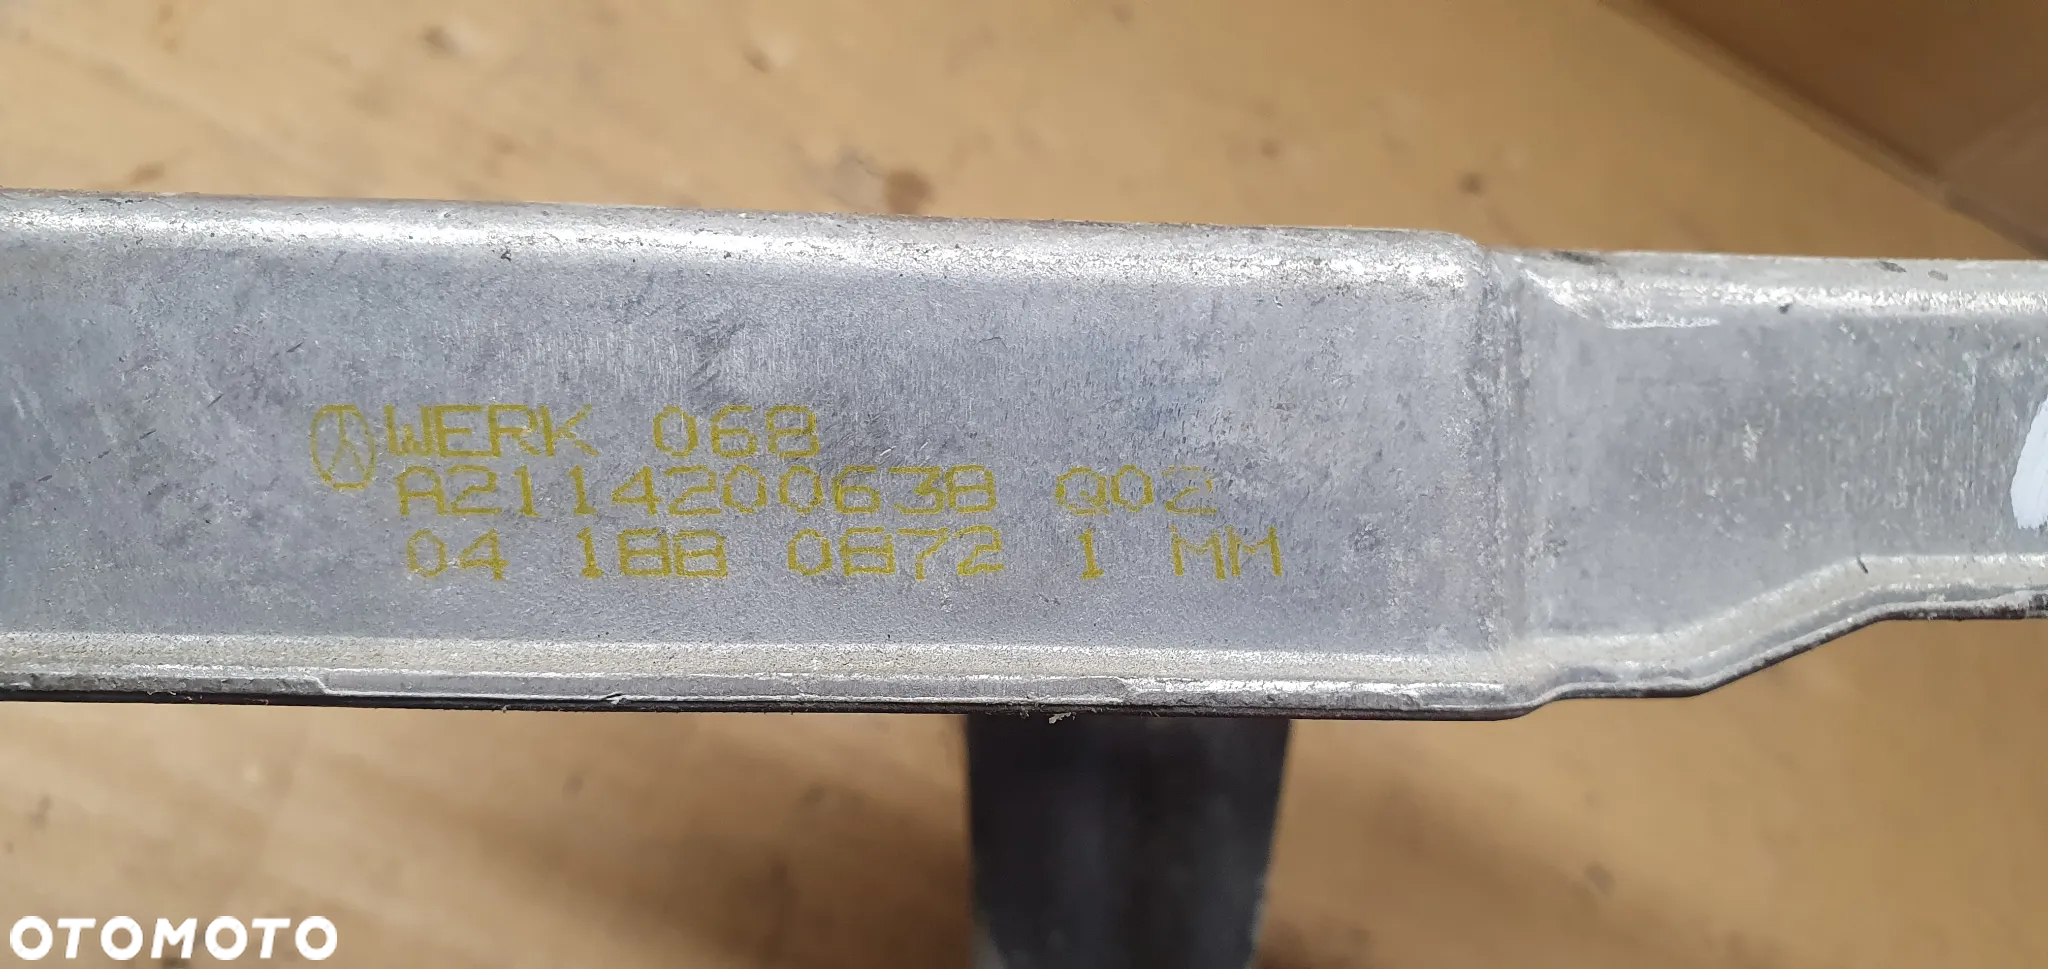 WERK 068
A2114200638 Q02
04 188 0872 1 MM
OTOMOTO